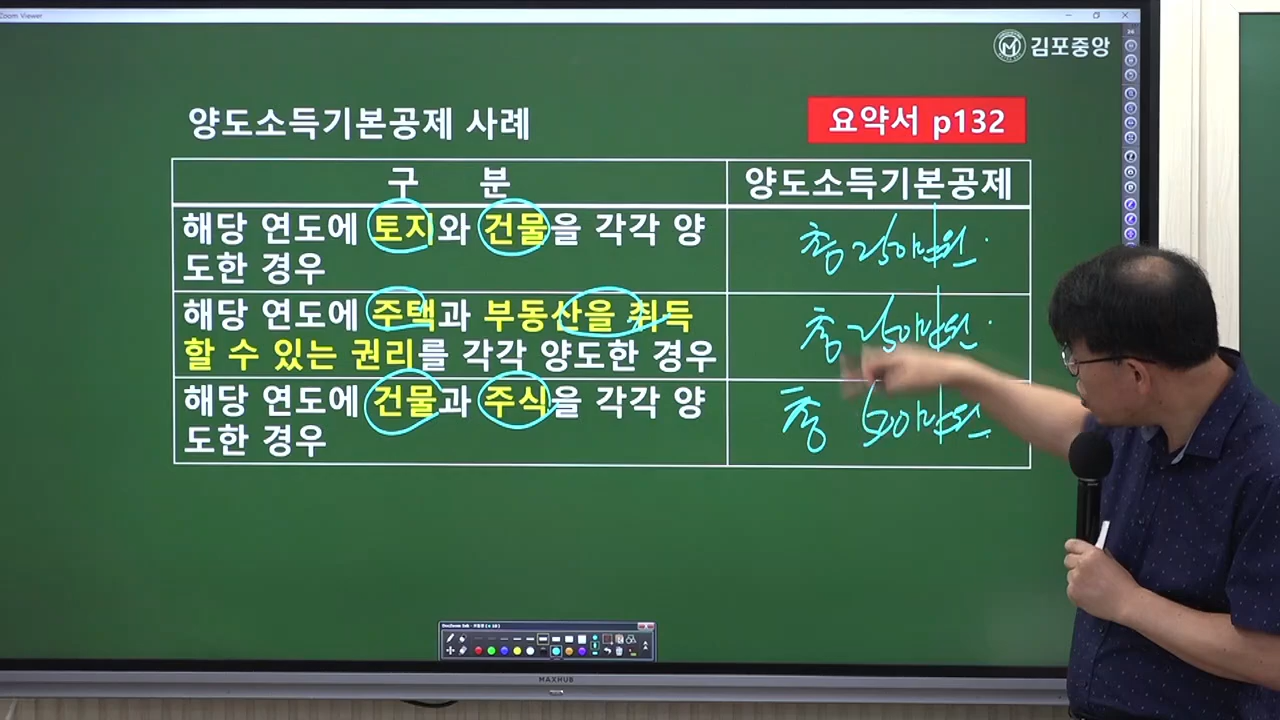 Zoom Viewer
김포중앙
양도소득기본공제 사례
요약서 p132
구 분
양도소득기본공제
해당 연도에 토지와 건물을 각각 양
도한 경우
총 250만원.
해당 연도에 주택과 부동산을 취득
할 수 있는 권리를 각각 양도한 경우
총 250만원.
해당 연도에 건물과 주식을 각각 양
도한 경우
총 500만원.
MAXHUB